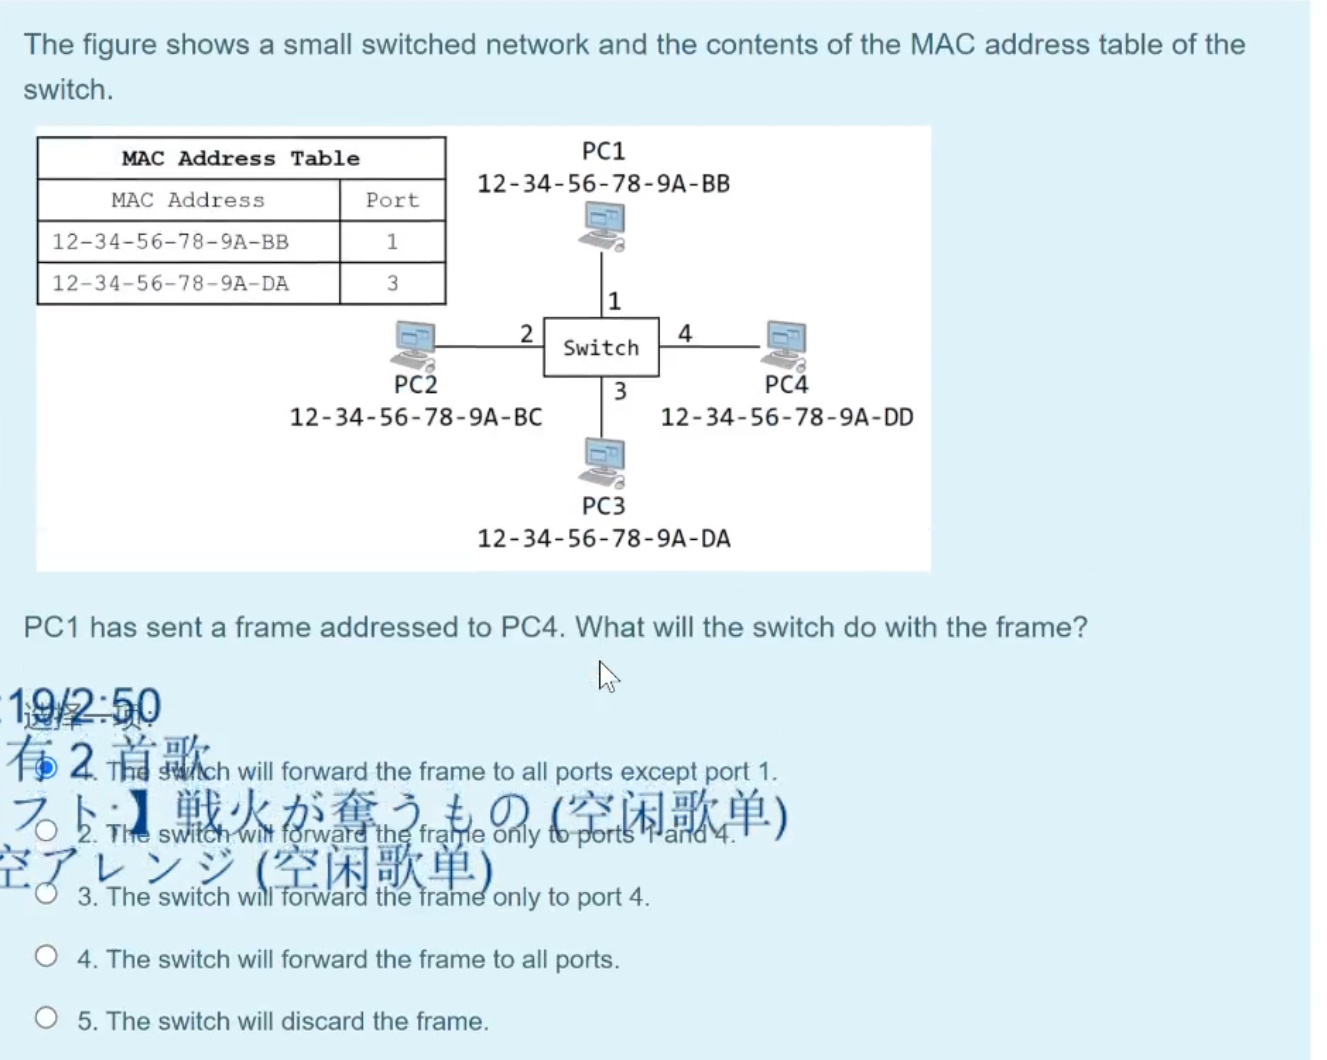 The figure shows a small switched network and the contents of the MAC address table of the
switch.
MAC Address Table
MAC Address Port
12-34-56-78-9A-BB 1
12-34-56-78-9A-DA 3
PC1
12-34-56-78-9A-BB
1
2
Switch
4
PC2
12-34-56-78-9A-BC
3
PC4
12-34-56-78-9A-DD
PC3
12-34-56-78-9A-DA
PC1 has sent a frame addressed to PC4. What will the switch do with the frame?
:19/2:50
选择一项:
有 2 首歌
The switch will forward the frame to all ports except port 1.
フト·】戦火が奪うもの (空闲歌单)
2. The switch will forward the frame only to ports 1 and 4.
空アレンジ (空闲歌单)
3. The switch will forward the frame only to port 4.
4. The switch will forward the frame to all ports.
5. The switch will discard the frame.